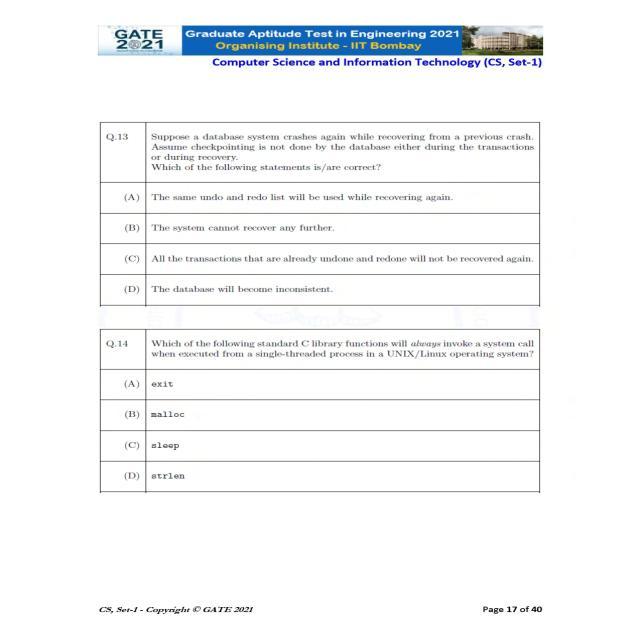 GATE
2021
Graduate Aptitude Test in Engineering 2021
Organising Institute - IIT Bombay
Computer Science and Information Technology (CS, Set-1)
Q.13 Suppose a database system crashes again while recovering from a previous crash.
Assume checkpointing is not done by the database either during the transactions
or during recovery.
Which of the following statements is/are correct?
(A) The same undo and redo list will be used while recovering again.
(B) The system cannot recover any further.
(C) All the transactions that are already undone and redone will not be recovered again.
(D) The database will become inconsistent.
Q.14 Which of the following standard C library functions will always invoke a system call
when executed from a single-threaded process in a UNIX/Linux operating system?
(A) exit
(B) malloc
(C) sleep
(D) strlen
CS, Set-1 - Copyright © GATE 2021 Page 17 of 40